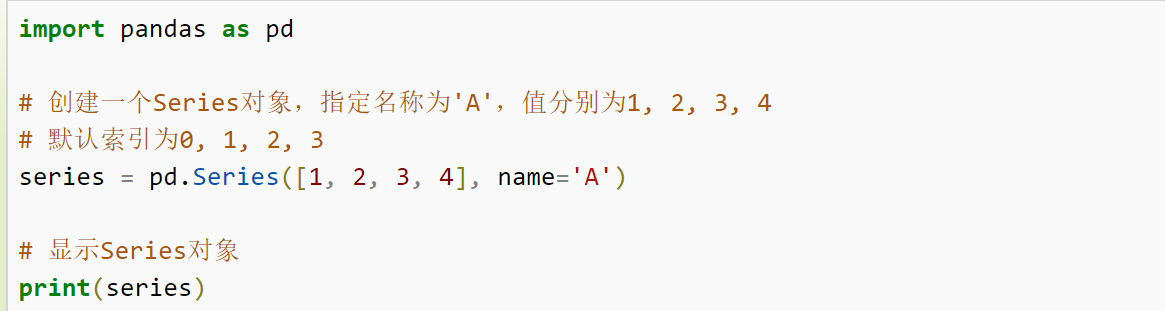 import pandas as pd
# 创建一个Series对象，指定名称为'A'，值分别为1, 2, 3, 4
# 默认索引为0, 1, 2, 3
series = pd.Series([1, 2, 3, 4], name='A')
# 显示Series对象
print(series)